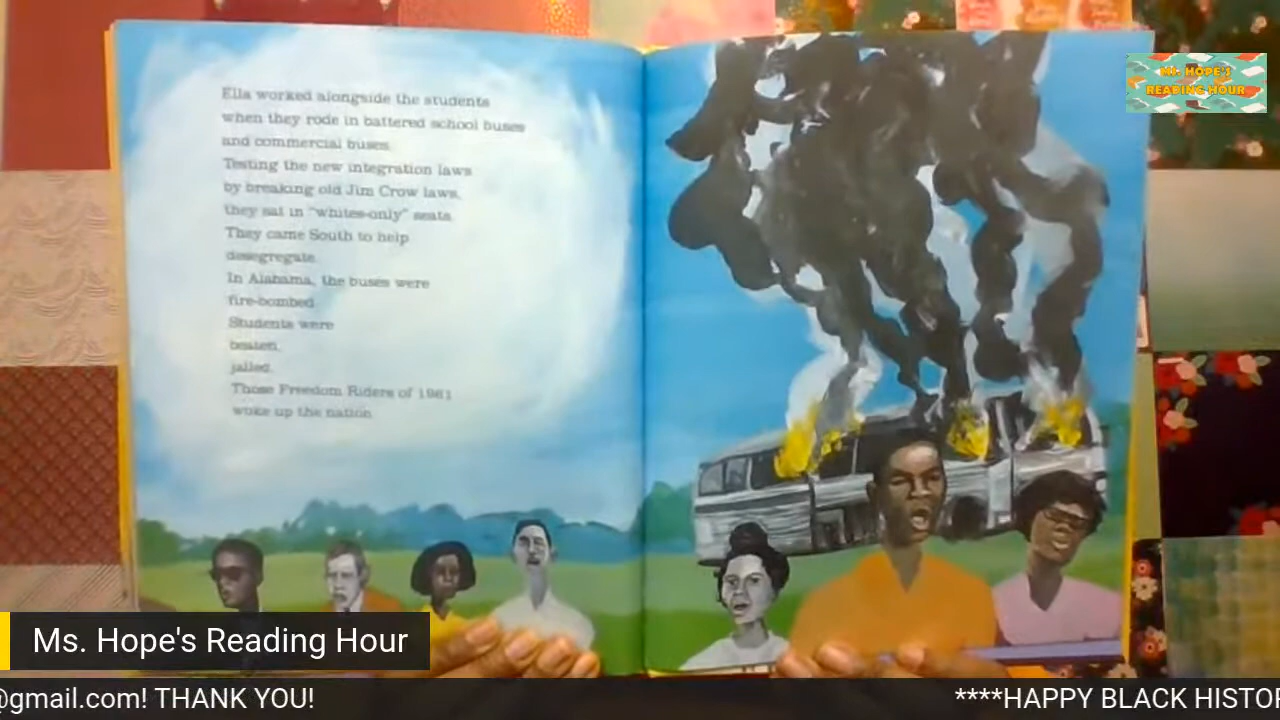 Ella worked alongside the students
when they rode in battered school buses
and commercial buses.
Testing the new integration laws
by breaking old Jim Crow laws,
they sat in "whites-only" seats.
They came South to help
desegregate.
In Alabama, the buses were
fire-bombed.
Students were
beaten,
jailed.
Those Freedom Riders of 1961
woke up the nation.
MS. HOPE'S
READING HOUR
Ms. Hope's Reading Hour
@gmail.com! THANK YOU!
****HAPPY BLACK HISTOR